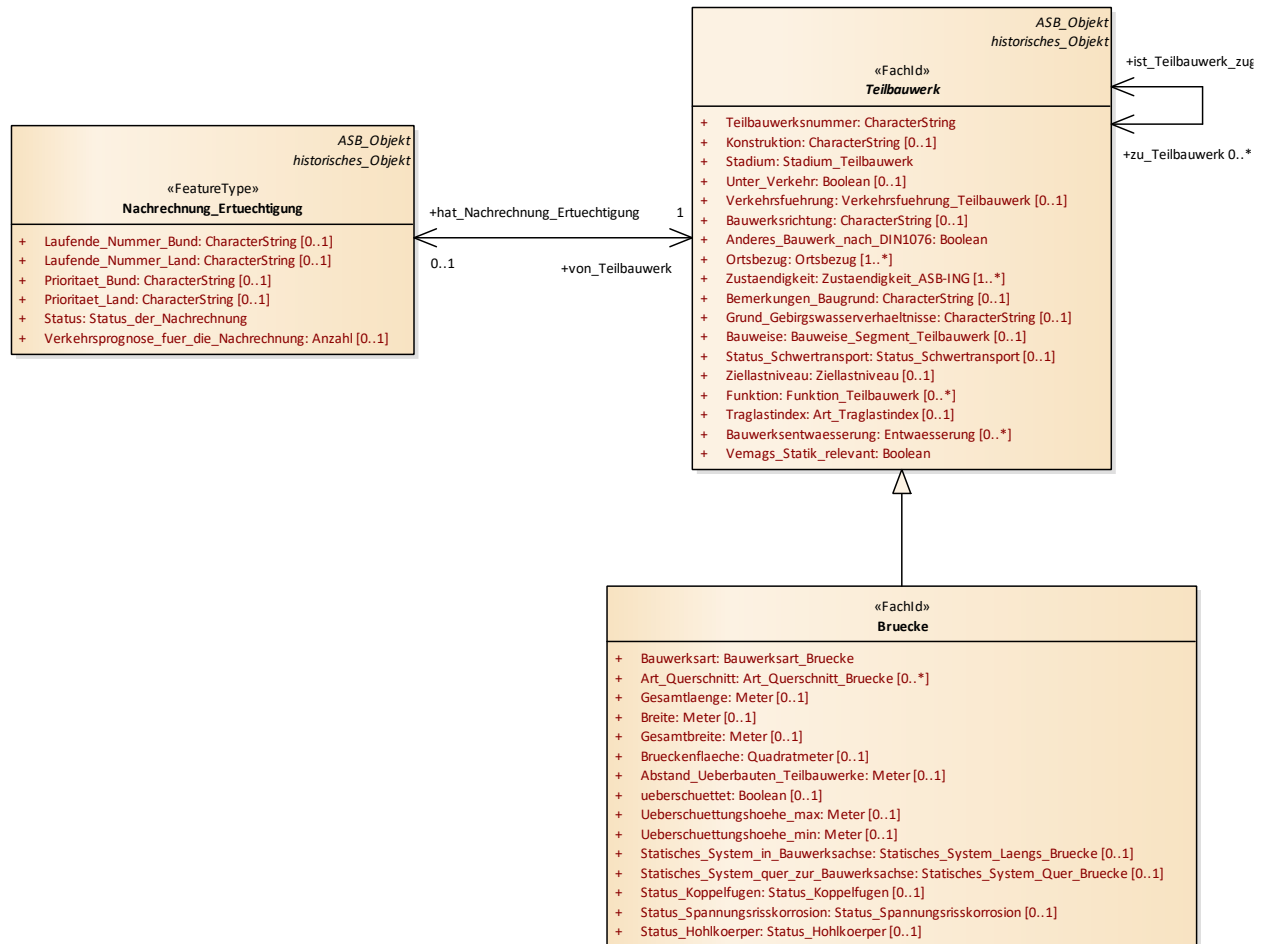 ASB_Objekt
historisches_Objekt
«FachId»
Teilbauwerk
+ Teilbauwerksnummer: CharacterString
+ Konstruktion: CharacterString [0..1]
+ Stadium: Stadium_Teilbauwerk
+ Unter_Verkehr: Boolean [0..1]
+ Verkehrsfuehrung: Verkehrsfuehrung_Teilbauwerk [0..1]
+ Bauwerksrichtung: CharacterString [0..1]
+ Anderes_Bauwerk_nach_DIN1076: Boolean
+ Ortsbezug: Ortsbezug [1..*]
+ Zustaendigkeit: Zustaendigkeit_ASB-ING [1..*]
+ Bemerkungen_Baugrund: CharacterString [0..1]
+ Grund_Gebirgswasserverhaeltnisse: CharacterString [0..1]
+ Bauweise: Bauweise_Segment_Teilbauwerk [0..1]
+ Status_Schwertransport: Status_Schwertransport [0..1]
+ Ziellastniveau: Ziellastniveau [0..1]
+ Funktion: Funktion_Teilbauwerk [0..*]
+ Traglastindex: Art_Traglastindex [0..1]
+ Bauwerksentwaesserung: Entwaesserung [0..*]
+ Vemags_Statik_relevant: Boolean
+ist_Teilbauwerk_zug
+zu_Teilbauwerk 0..*
ASB_Objekt
historisches_Objekt
«FeatureType»
Nachrechnung_Ertuechtigung
+ Laufende_Nummer_Bund: CharacterString [0..1]
+ Laufende_Nummer_Land: CharacterString [0..1]
+ Prioritaet_Bund: CharacterString [0..1]
+ Prioritaet_Land: CharacterString [0..1]
+ Status: Status_der_Nachrechnung
+ Verkehrsprognose_fuer_die_Nachrechnung: Anzahl [0..1]
+hat_Nachrechnung_Ertuechtigung 1
0..1 +von_Teilbauwerk
«FachId»
Bruecke
+ Bauwerksart: Bauwerksart_Bruecke
+ Art_Querschnitt: Art_Querschnitt_Bruecke [0..*]
+ Gesamtlaenge: Meter [0..1]
+ Breite: Meter [0..1]
+ Gesamtbreite: Meter [0..1]
+ Brueckenflaeche: Quadratmeter [0..1]
+ Abstand_Ueberbauten_Teilbauwerke: Meter [0..1]
+ ueberschuettet: Boolean [0..1]
+ Ueberschuettungshoehe_max: Meter [0..1]
+ Ueberschuettungshoehe_min: Meter [0..1]
+ Statisches_System_in_Bauwerksachse: Statisches_System_Laengs_Bruecke [0..1]
+ Statisches_System_quer_zur_Bauwerksachse: Statisches_System_Quer_Bruecke [0..1]
+ Status_Koppelfugen: Status_Koppelfugen [0..1]
+ Status_Spannungsrisskorrosion: Status_Spannungsrisskorrosion [0..1]
+ Status_Hohlkoerper: Status_Hohlkoerper [0..1]